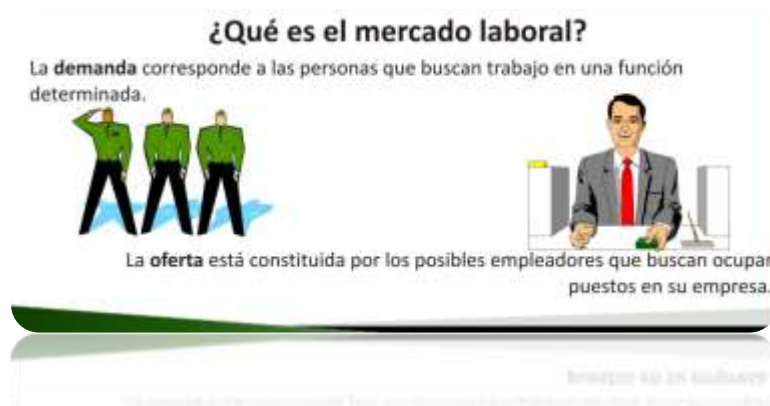 ¿Qué es el mercado laboral?
La demanda corresponde a las personas que buscan trabajo en una función
determinada.
La oferta está constituida por los posibles empleadores que buscan ocupar
puestos en su empresa.